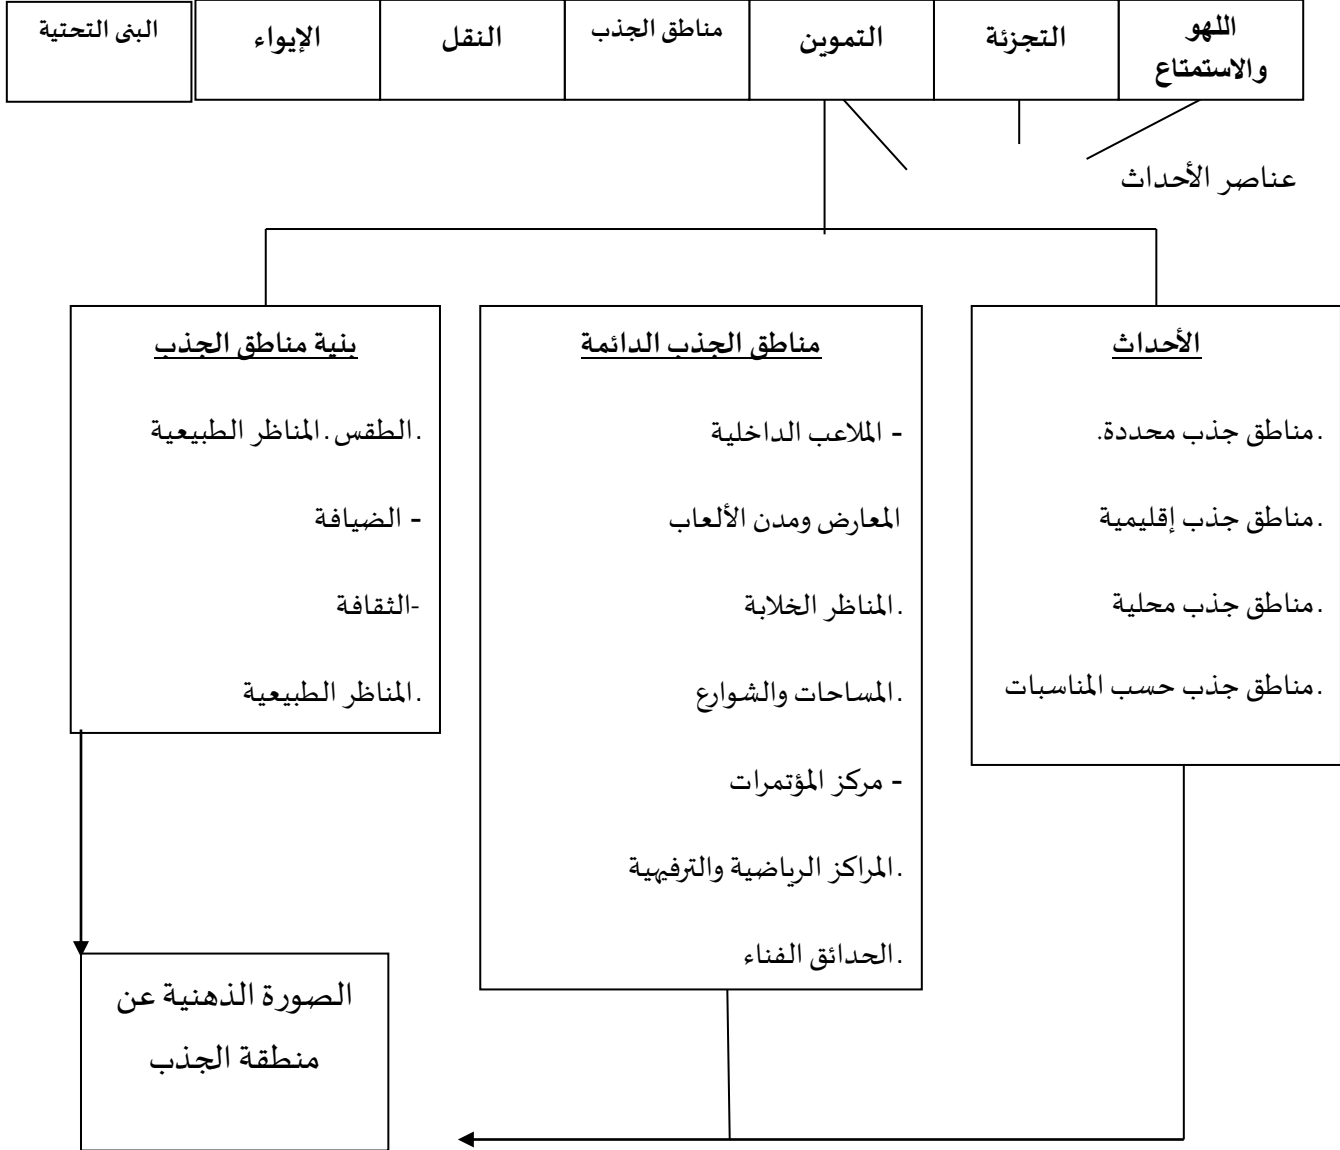 اللهو
والاستمتاع
التجزئة
التموين
مناطق الجذب
النقل
الإيواء
البنى التحتية
عناصر الأحداث
الأحداث
.مناطق جذب محددة.
.مناطق جذب إقليمية
.مناطق جذب محلية
.مناطق جذب حسب المناسبات
مناطق الجذب الدائمة
- الملاعب الداخلية
المعارض ومدن الألعاب
.المناظر الخلابة
.المساحات والشوارع
- مركز المؤتمرات
.المراكز الرياضية والترفيهية
.الحدائق الفناء
بنية مناطق الجذب
.الطقس.المناظر الطبيعية
- الضيافة
-الثقافة
.المناظر الطبيعية
الصورة الذهنية عن
منطقة الجذب